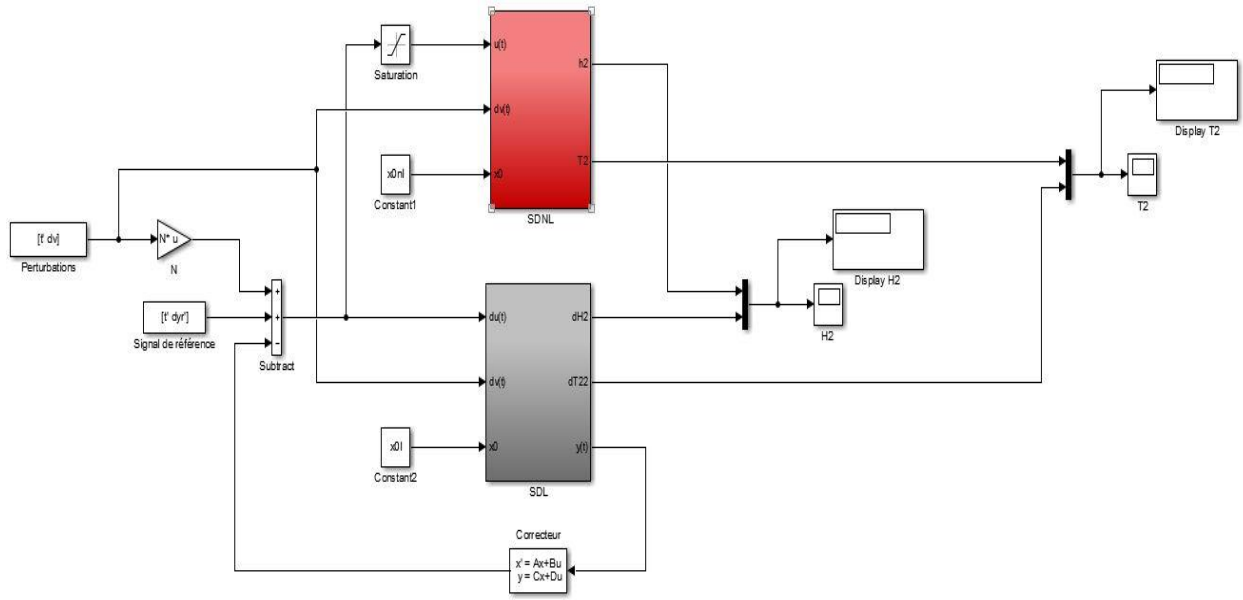 u(t)
h2
Saturation
dv(t)
Display T2
T2
x0nl
x0
Constant1
T2
SDNL
[t' dv]
N* u
Perturbations
N
Display H2
+
[t' dyr']
+
du(t)
dH2
Signal de référence
H2
−
Subtract
dv(t)
dT22
x0l
x0
y(t)
Constant2
SDL
Correcteur
x' = Ax+Bu
y = Cx+Du